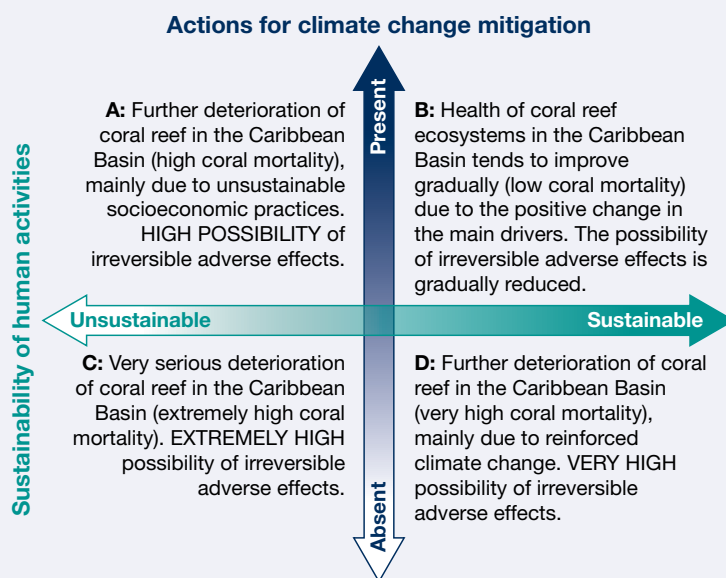 Actions for climate change mitigation
Sustainability of human activities
Present
A: Further deterioration of
coral reef in the Caribbean
Basin (high coral mortality),
mainly due to unsustainable
socioeconomic practices.
HIGH POSSIBILITY of
irreversible adverse effects.
B: Health of coral reef
ecosystems in the Caribbean
Basin tends to improve
gradually (low coral mortality)
due to the positive change in
the main drivers. The possibility
of irreversible adverse effects is
gradually reduced.
Unsustainable
Sustainable
C: Very serious deterioration
of coral reef in the Caribbean
Basin (extremely high coral
mortality). EXTREMELY HIGH
possibility of irreversible
adverse effects.
D: Further deterioration of coral
reef in the Caribbean Basin
(very high coral mortality),
mainly due to reinforced
climate change. VERY HIGH
possibility of irreversible
adverse effects.
Absent